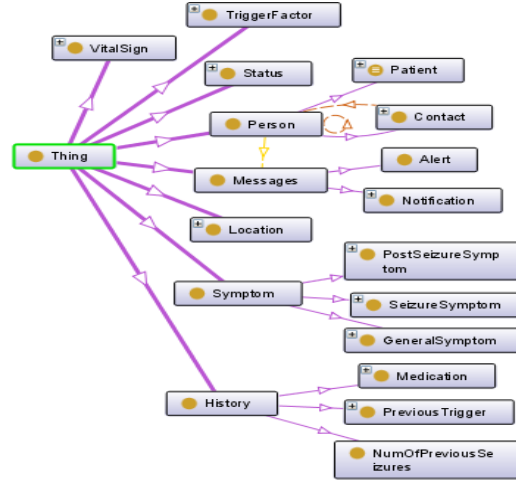 TriggerFactor
VitalSign
Status
Patient
Person
Contact
Thing
Alert
Messages
Notification
Location
PostSeizureSymp
tom
Symptom
SeizureSymptom
GeneralSymptom
Medication
History
PreviousTrigger
NumOfPreviousSe
izures